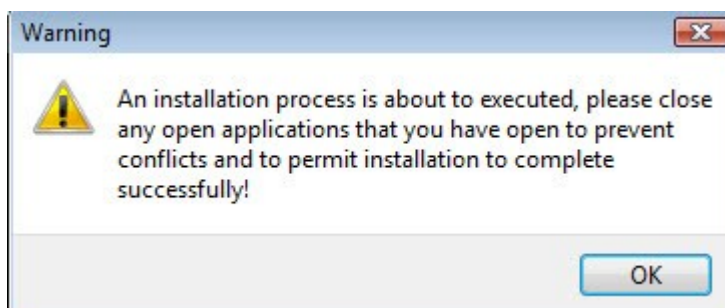 Warning
An installation process is about to executed, please close
any open applications that you have open to prevent
conflicts and to permit installation to complete
successfully!
OK